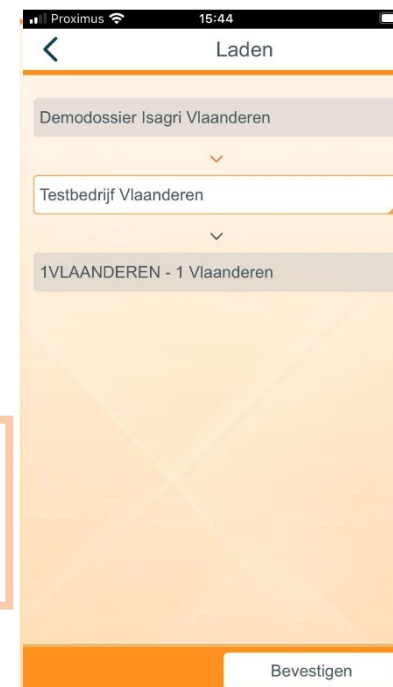 Proximus 15:44
Laden
Demodossier Isagri Vlaanderen
Testbedrijf Vlaanderen
1VLAANDEREN - 1 Vlaanderen
Bevestigen